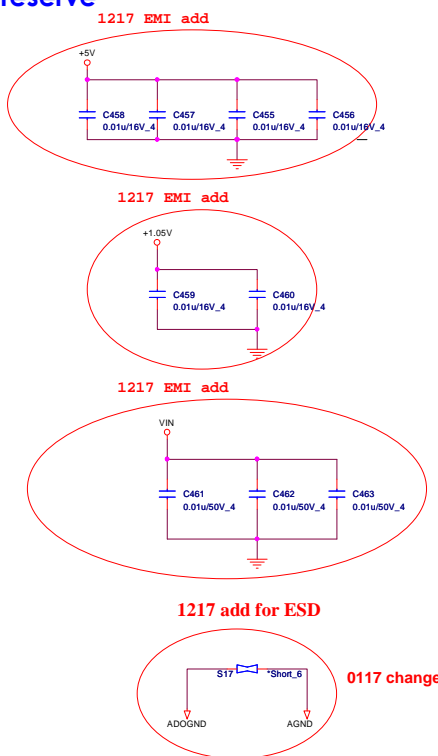 reserve
1217 EMI add
+5V
C458 C457 C455 C456
0.01u/16V_4 0.01u/16V_4 0.01u/16V_4 0.01u/16V_4
1217 EMI add
+1.05V
C459 C460
0.01u/16V_4 0.01u/16V_4
1217 EMI add
VIN
C461 C462 C463
0.01u/50V_4 0.01u/50V_4 0.01u/50V_4
1217 add for ESD
S17 *Short_6 0117 change
ADOGND AGND